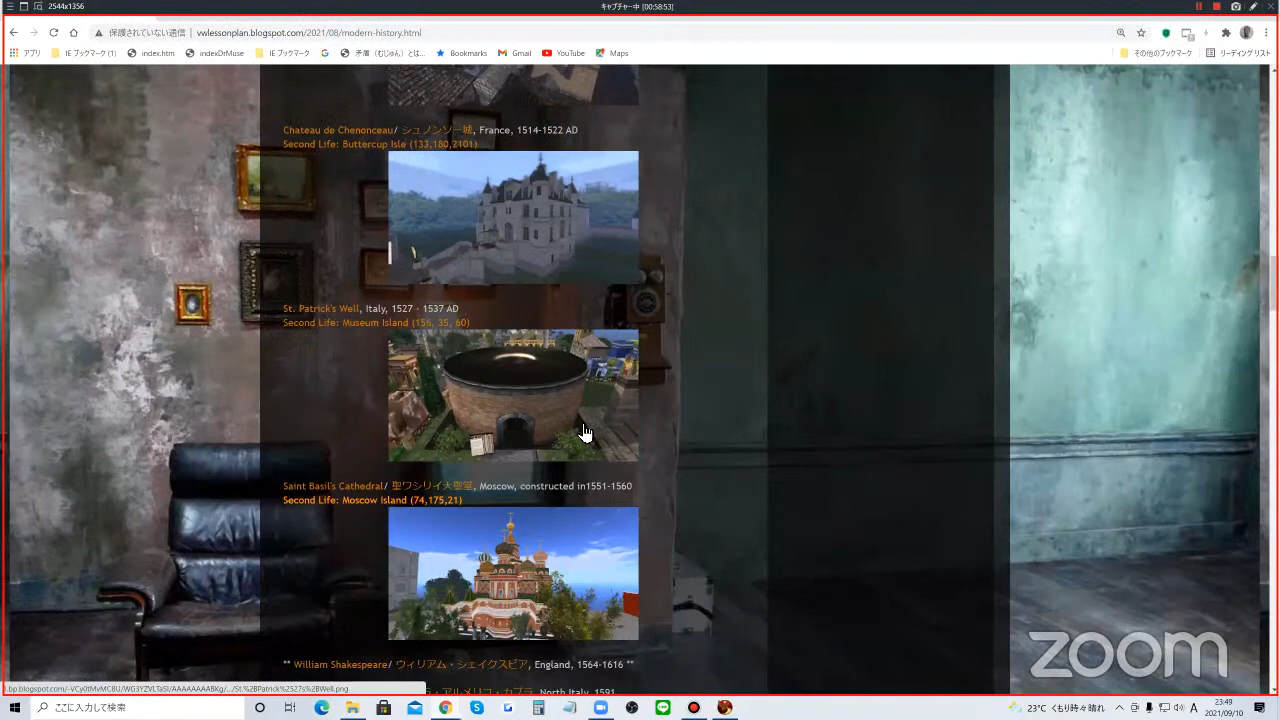 2544x1356
キャプチャー中 [00:58:53]
保護されていない通信 | vwlessonplan.blogspot.com/2021/08/modern-history.html
アプリ IE ブックマーク (1) index.htm indexDrMuse IE ブックマーク 矛盾 (むじゅん) とは... Bookmarks Gmail YouTube Maps その他のブックマーク リーディング リスト
Chateau de Chenonceau/ シュノンソー城, France, 1514-1522 AD
Second Life: Buttercup Isle (133,180,2101)
St. Patrick's Well, Italy, 1527 - 1537 AD
Second Life: Museum Island (156, 35, 60)
Saint Basil's Cathedral/ 聖ワシリイ大聖堂, Moscow, constructed in1551-1560
Second Life: Moscow Island (74,175,21)
** William Shakespeare/ ウィリアム・シェイクスピア, England, 1564-1616 **
ラ・アルメリコ・カブラ, North Italy, 1591
zoom
ここに入力して検索
23°C くもり時々晴れ
A
23:49
2021/09/10